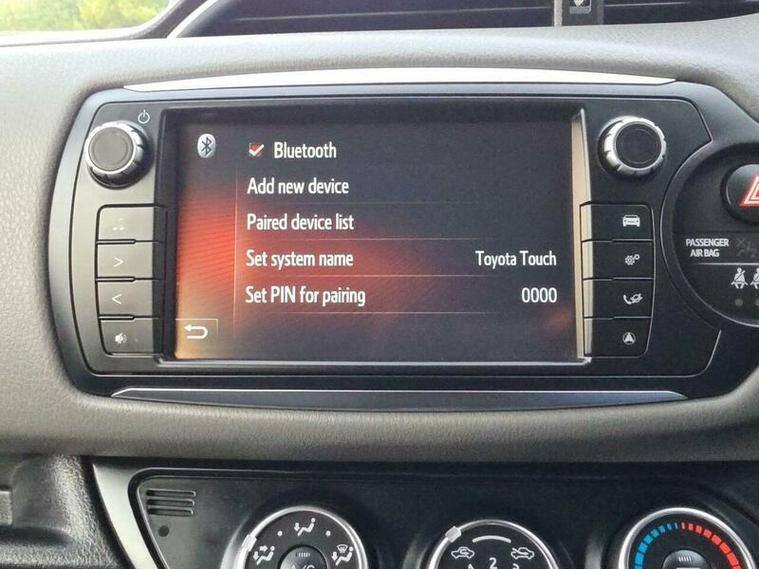 Bluetooth
Add new device
Paired device list
Set system name Toyota Touch
Set PIN for pairing 0000
PASSENGER
AIR BAG
A/C
2